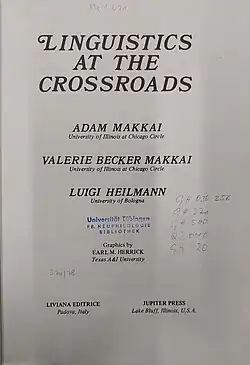 LINGUISTICS
AT THE
CROSSROADS
ADAM MAKKAI
University of Illinois at Chicago Circle
VALERIE BECKER MAKKAI
University of Illinois at Chicago Circle
LUIGI HEILMANN
University of Bologna
Universität Tübingen
FB. NEUPHILOLOGIE
BIBLIOTHEK
Graphics by
EARL M. HERRICK
Texas A&I University
LIVIANA EDITRICE
Padova, Italy
JUPITER PRESS
Lake Bluff, Illinois, U.S.A.